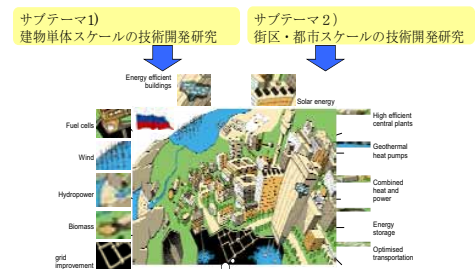 サブテーマ1)
建物単体スケールの技術開発研究
サブテーマ２)
街区・都市スケールの技術開発研究
Energy efficient
buildings
Solar energy
Fuel cells
Wind
Hydropower
Biomass
grid
improvement
High efficient
central plants
Geothermal
heat pumps
Combined
heat and
power
Energy
storage
Optimised
transportation